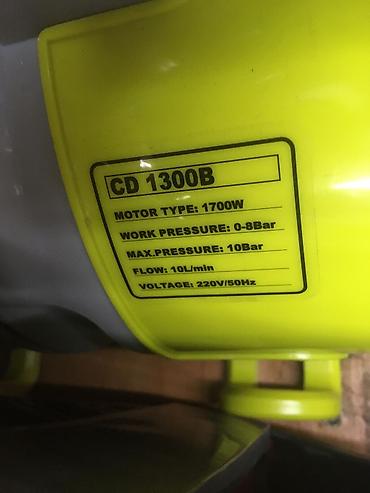 CD 1300B
MOTOR TYPE: 1700W
WORK PRESSURE: 0-8Bar
MAX.PRESSURE: 10Bar
FLOW: 10L/min
VOLTAGE: 220V/50Hz